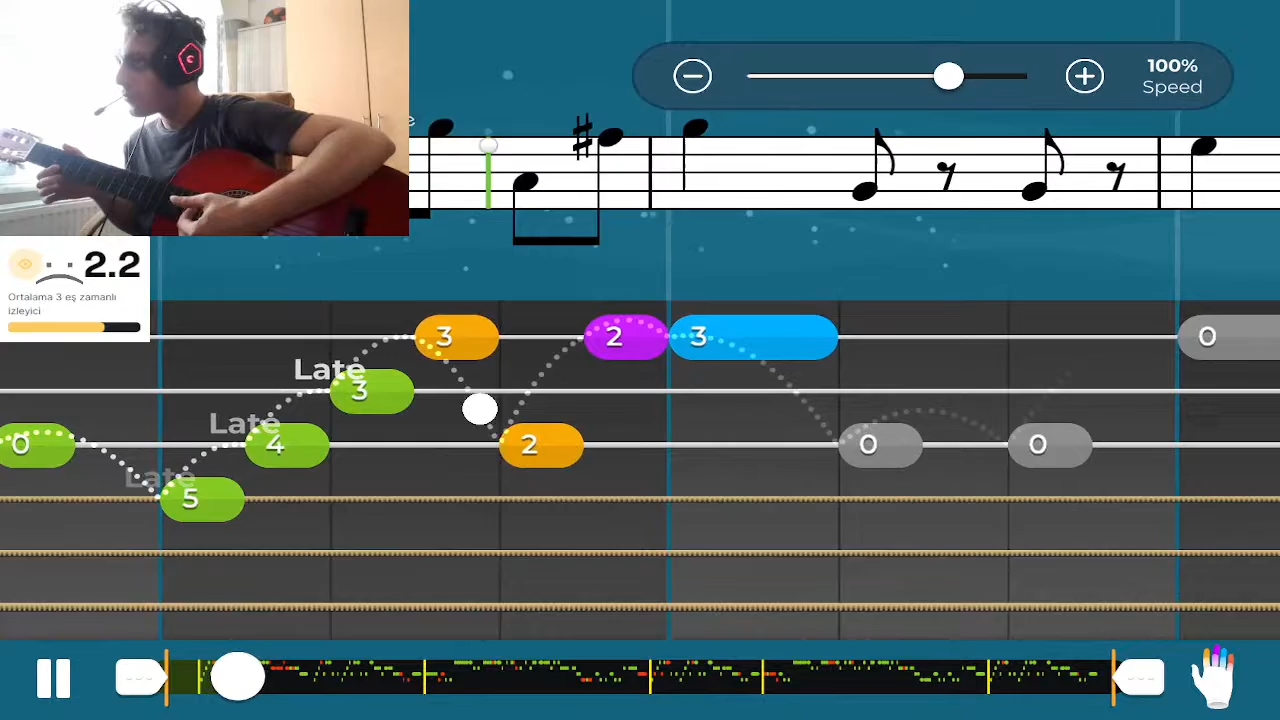 100%
Speed
e
2.2
Ortalama 3 eş zamanlı
izleyici
3 2 3 0
Late
3
Late
0 4 2 0 0
Late
5